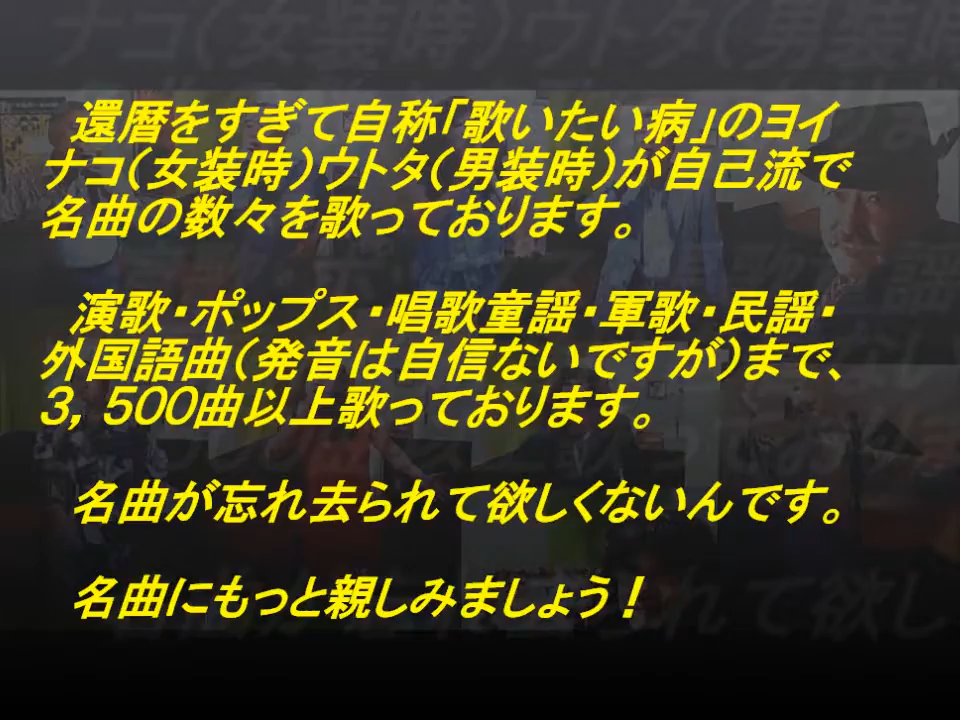 還暦をすぎて自称｢歌いたい病｣のヨイ
ナコ（女装時）ウトタ（男装時）が自己流で
名曲の数々を歌っております。
演歌・ポップス・唱歌童謡・軍歌・民謡・
外国語曲（発音は自信ないですが）まで、
３，５００曲以上歌っております。
名曲が忘れ去られて欲しくないんです。
名曲にもっと親しみましょう！